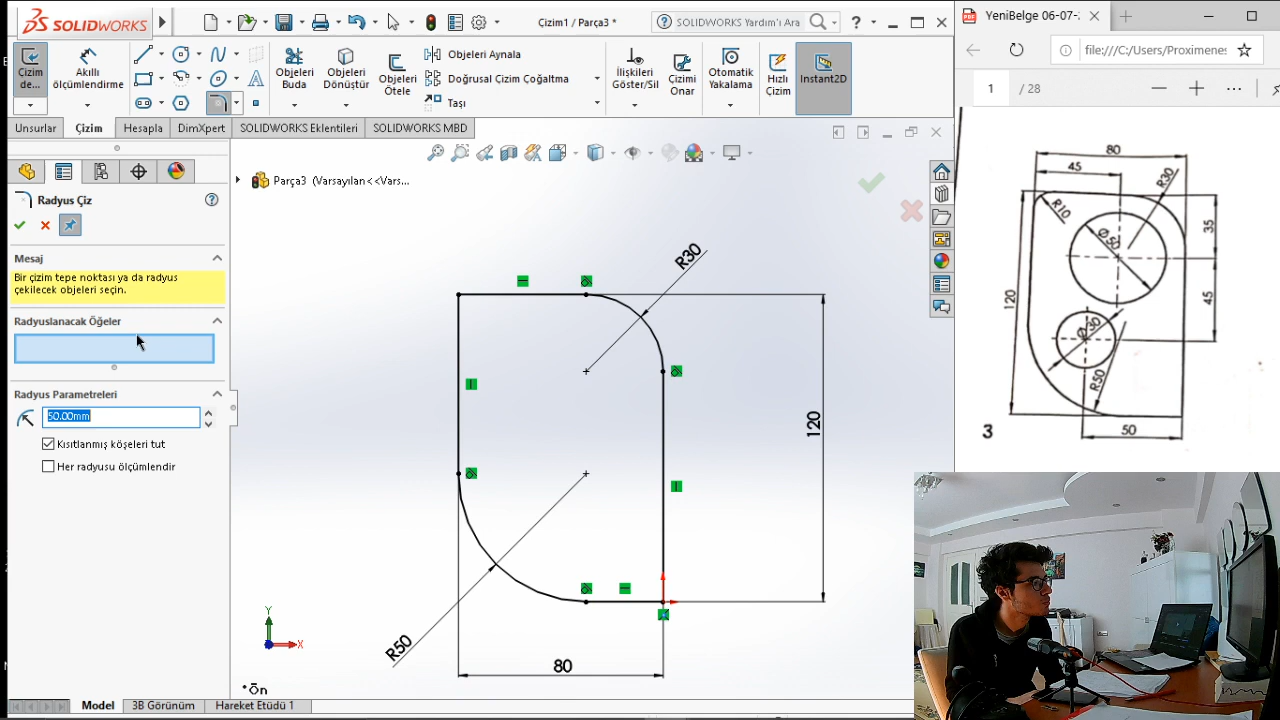 SOLIDWORKS
Çizim1 / Parça3 *
SOLIDWORKS Yardım'ı Ara
YeniBelge 06-07-2
file:///C:/Users/Proximenes
1
/ 28
Çizim
de...
Akıllı
ölçümlendirme
Objeleri
Buda
Objeleri
Dönüştür
Objeleri
Ötele
Objeleri Aynala
Doğrusal Çizim Çoğaltma
Taşı
İlişkileri
Göster/Sil
Çizimi
Onar
Otomatik
Yakalama
Hızlı
Çizim
Instant2D
Unsurlar
Çizim
Hesapla
DimXpert
SOLIDWORKS Eklentileri
SOLIDWORKS MBD
Parça3 (Varsayılan<<Vars...
Radyus Çiz
Mesaj
Bir çizim tepe noktası ya da radyus
çekilecek objeleri seçin.
Radyuslanacak Öğeler
Radyus Parametreleri
50.00mm
Kısıtlanmış köşeleri tut
Her radyusu ölçümlendir
R30
120
R50
80
Y
X
*Ön
80
45
R30
R10
Ø50
35
120
45
Ø30
R50
50
3
Model
3B Görünüm
Hareket Etüdü 1